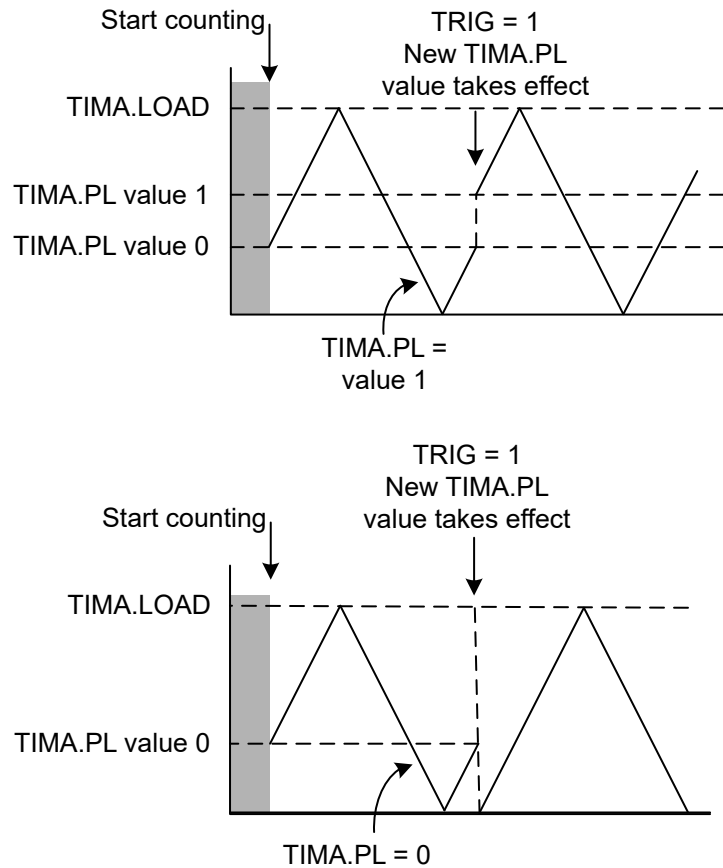 Start counting
TRIG = 1
New TIMA.PL
value takes effect
TIMA.LOAD
TIMA.PL value 1
TIMA.PL value 0
TIMA.PL =
value 1
TRIG = 1
New TIMA.PL
value takes effect
Start counting
TIMA.LOAD
TIMA.PL value 0
TIMA.PL = 0